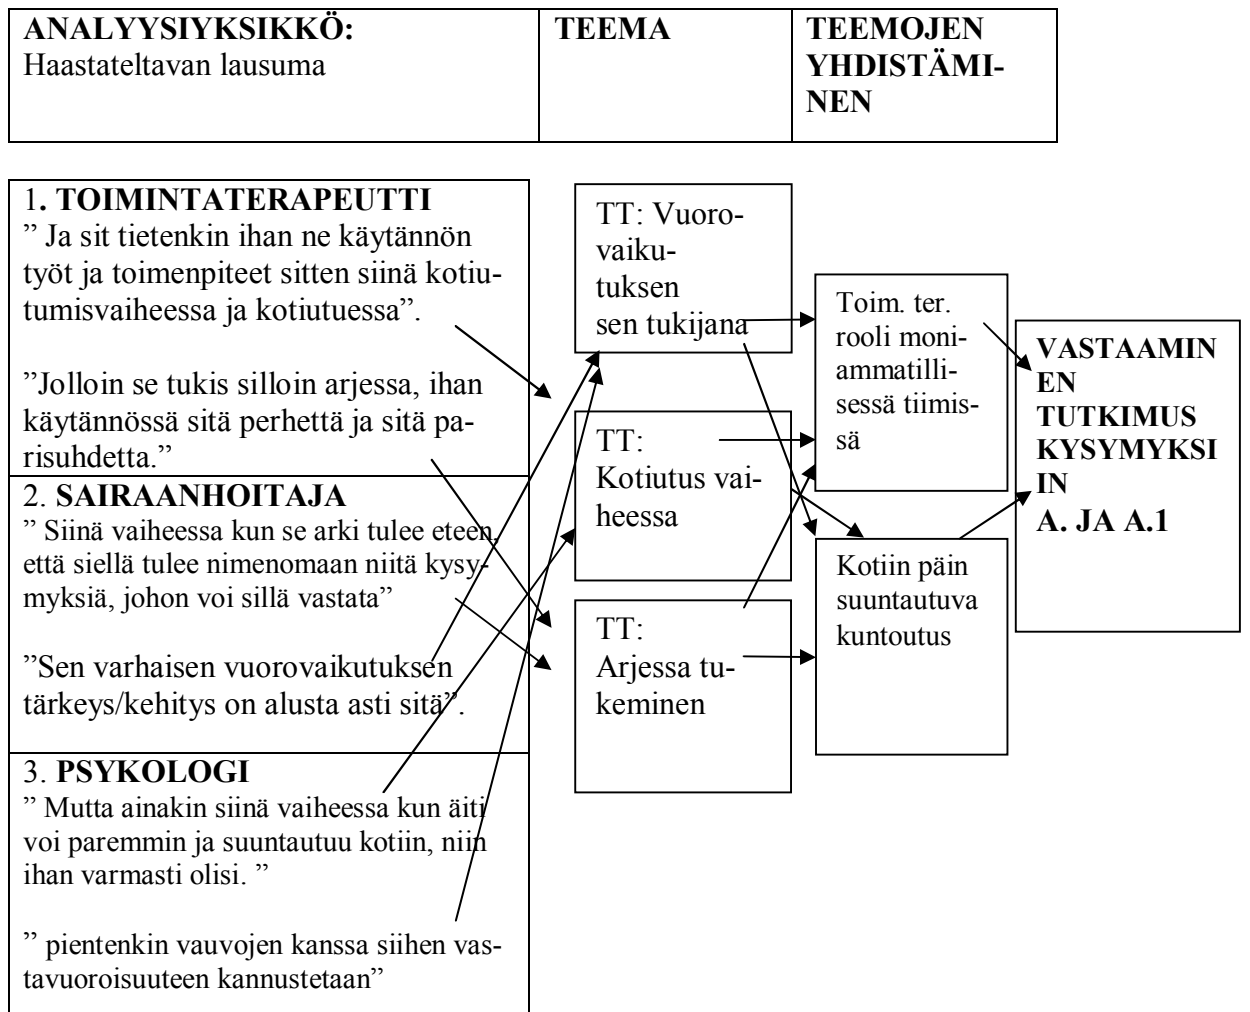 ANALYYSIYKSIKKÖ:
Haastateltavan lausuma
TEEMA
TEEMOJEN
YHDISTÄMI-
NEN
1. TOIMINTATERAPEUTTI
” Ja sit tietenkin ihan ne käytännön
työt ja toimenpiteet sitten siinä kotiu-
tumisvaiheessa ja kotiutuessa”.
”Jolloin se tukis silloin arjessa, ihan
käytännössä sitä perhettä ja sitä pa-
risuhdetta.”
2. SAIRAANHOITAJA
” Siinä vaiheessa kun se arki tulee eteen,
että siellä tulee nimenomaan niitä kysy-
myksiä, johon voi sillä vastata”
”Sen varhaisen vuorovaikutuksen
tärkeys/kehitys on alusta asti sitä”.
3. PSYKOLOGI
” Mutta ainakin siinä vaiheessa kun äiti
voi paremmin ja suuntautuu kotiin, niin
ihan varmasti olisi. ”
” pientenkin vauvojen kanssa siihen vas-
tavuoroisuuteen kannustetaan”
TT: Vuoro-
vaiku-
tuksen
sen tukijana
TT:
Kotiutus vai-
heessa
TT:
Arjessa tu-
keminen
Toim. ter.
rooli moni-
ammatilli-
sessä tiimis-
sä
Kotiin päin
suuntautuva
kuntoutus
VASTAAMIN
EN
TUTKIMUS
KYSYMYKSI
IN
A. JA A.1